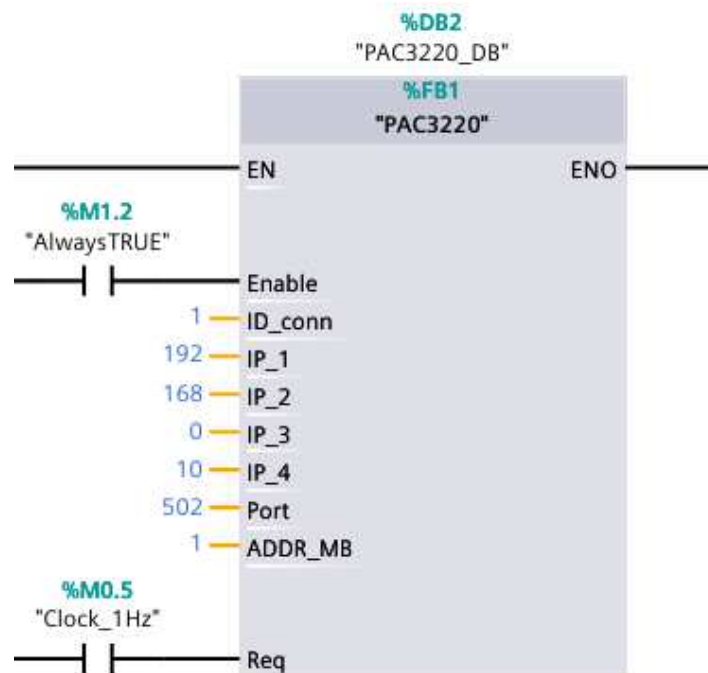 %DB2
"PAC3220_DB"
%FB1
"PAC3220"
EN ENO
%M1.2
"AlwaysTRUE"
Enable
1 ID_conn
192 IP_1
168 IP_2
0 IP_3
10 IP_4
502 Port
1 ADDR_MB
%M0.5
"Clock_1Hz"
Req